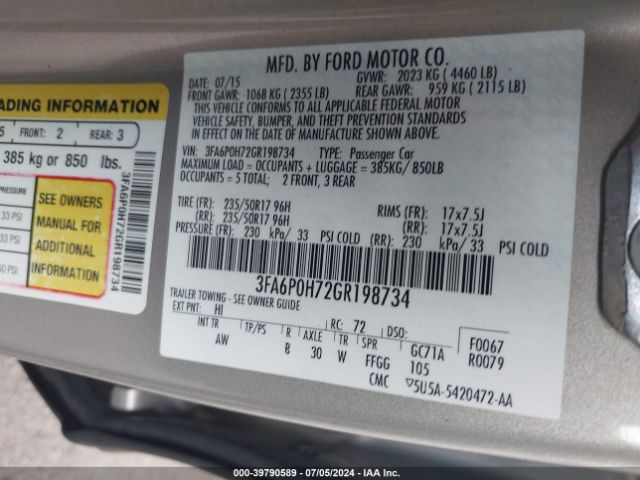 ADING INFORMATION
5 FRONT: 2 REAR: 3
385 kg or 850 lbs.
PRESSURE
33 PSI
33 PSI
60 PSI
SEE OWNERS
MANUAL FOR
ADDITIONAL
INFORMATION
3FA6P0H72GR198734
MFD. BY FORD MOTOR CO.
DATE: 07/15 GVWR: 2023 KG ( 4460 LB)
FRONT GAWR: 1068 KG ( 2355 LB) REAR GAWR: 959 KG ( 2115 LB)
THIS VEHICLE CONFORMS TO ALL APPLICABLE FEDERAL MOTOR
VEHICLE SAFETY, BUMPER, AND THEFT PREVENTION STANDARDS
IN EFFECT ON THE DATE OF MANUFACTURE SHOWN ABOVE.
VIN: 3FA6P0H72GR198734 TYPE: Passenger Car
MAXIMUM LOAD = OCCUPANTS + LUGGAGE = 385KG/ 850LB
OCCUPANTS = 5 TOTAL; 2 FRONT, 3 REAR
TIRE (FR): 235/50R17 96H RIMS (FR): 17x7.5J
(RR): 235/50R17 96H (RR): 17x7.5J
PRESSURE (FR): 230 kPa/ 33 PSI COLD (RR): 230 kPa/ 33 PSI COLD
3FA6P0H72GR198734
TRAILER TOWING - SEE OWNER GUIDE
EXT PNT: HI RC: 72 DSO: F0067
INT TR TP/PS R AXLE TR SPR GC71A R0079
AW B 30 W FFGG 105
CMC ▽5U5A-5420472-AA
000-39790589 / 07/05/2024 / IAA Inc.